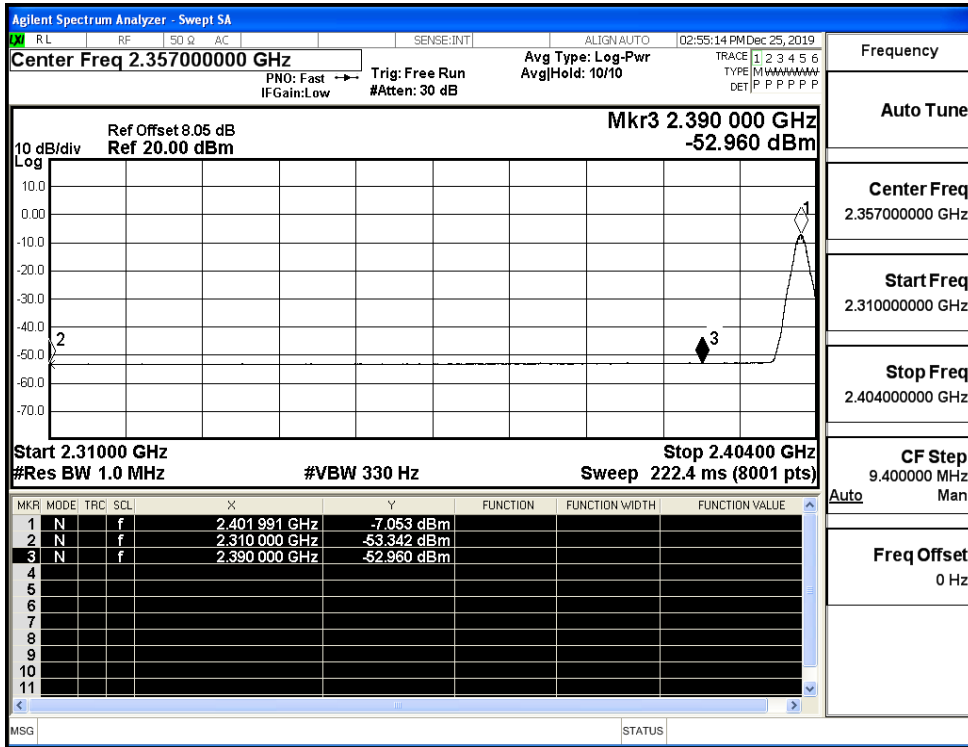 Agilent Spectrum Analyzer - Swept SA
LXI RL RF 50 Ω AC SENSE:INT ALIGN AUTO 02:55:14 PM Dec 25, 2019
Center Freq 2.357000000 GHz
PNO: Fast
IFGain:Low
Trig: Free Run
#Atten: 30 dB
Avg Type: Log-Pwr
Avg|Hold: 10/10
TRACE 1 2 3 4 5 6
TYPE M WWWWW
DET P P P P P P
Mkr3 2.390 000 GHz
-52.960 dBm
Ref Offset 8.05 dB
10 dB/div Ref 20.00 dBm
Log
10.0
0.00
-10.0
-20.0
-30.0
-40.0
-50.0
-60.0
-70.0
1
2
3
Start 2.31000 GHz Stop 2.40400 GHz
#Res BW 1.0 MHz #VBW 330 Hz Sweep 222.4 ms (8001 pts)
MKR MODE TRC SCL X Y FUNCTION FUNCTION WIDTH FUNCTION VALUE
1 N f 2.401 991 GHz -7.053 dBm
2 N f 2.310 000 GHz -53.342 dBm
3 N f 2.390 000 GHz -52.960 dBm
4
5
6
7
8
9
10
11
MSG STATUS
Frequency
Auto Tune
Center Freq
2.357000000 GHz
Start Freq
2.310000000 GHz
Stop Freq
2.404000000 GHz
CF Step
9.400000 MHz
Auto Man
Freq Offset
0 Hz